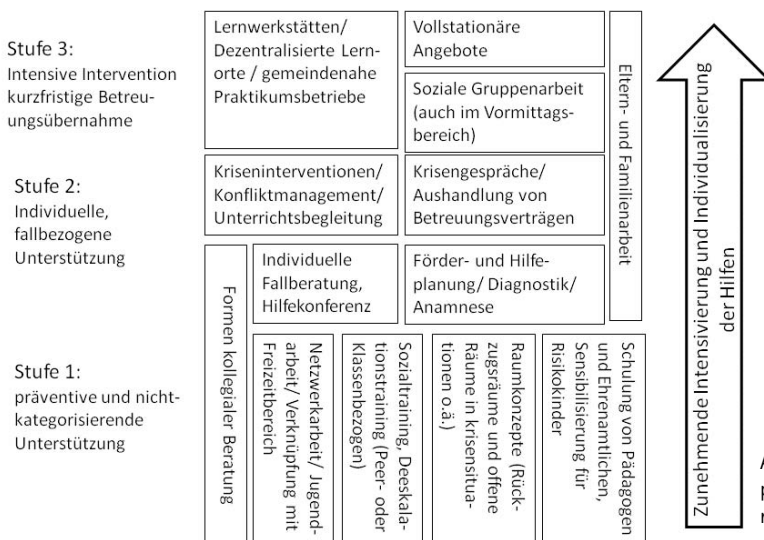 Stufe 3:
Intensive Intervention
kurzfristige Betreu-
ungsübernahme
Lernwerkstätten/
Dezentralisierte Lern-
orte / gemeindenahe
Praktikumsbetriebe
Vollstationäre
Angebote
Soziale Gruppenarbeit
(auch im Vormittags-
bereich)
Eltern- und Familienarbeit
Stufe 2:
Individuelle,
fallbezogene
Unterstützung
Kriseninterventionen/
Konfliktmanagement/
Unterrichtsbegleitung
Krisengespräche/
Aushandlung von
Betreuungsverträgen
Individuelle
Fallberatung,
Hilfekonferenz
Förder- und Hilfe-
planung/ Diagnostik/
Anamnese
Stufe 1:
präventive und nicht-
kategorisierende
Unterstützung
Formen kollegialer Beratung
Netzwerkarbeit/ Jugend-
arbeit/ Verknüpfung mit
Freizeitbereich
Sozialtraining, Deeskala-
tionstraining (Peer- oder
Klassenbezogen)
Raumkonzepte (Rück-
zugsräume und offene
Räume in krisensitua-
tionen o.ä.)
Schulung von Pädagogen
und Ehrenamtlichen,
Sensibilisierung für
Risikokinder
Zunehmende Intensivierung und Individualisierung
der Hilfen